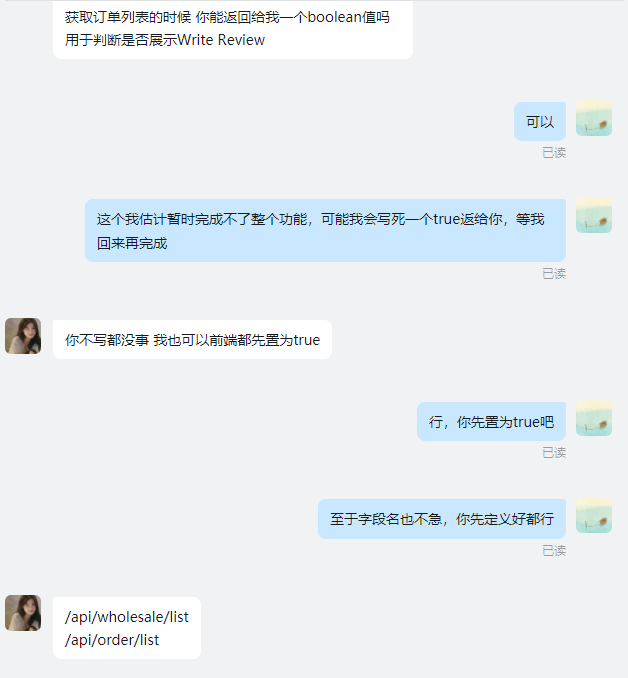 获取订单列表的时候 你能返回给我一个boolean值吗
用于判断是否展示Write Review
可以
已读
这个我估计暂时完成不了整个功能，可能我会写死一个true返给你，等我
回来再完成
已读
你不写都没事 我也可以前端都先置为true
行，你先置为true吧
已读
至于字段名也不急，你先定义好都行
已读
/api/wholesale/list
/api/order/list